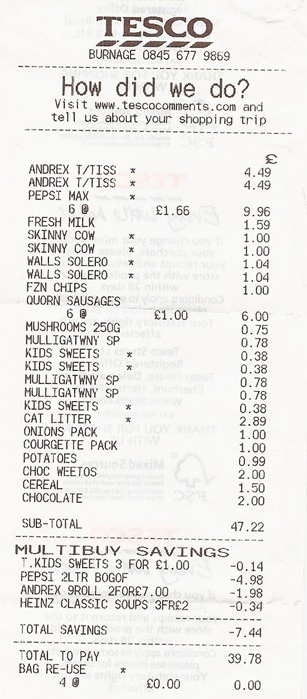 TESCO
BURNAGE 0845 677 9869
How did we do?
Visit www.tescocomments.com and
tell us about your shopping trip
£
ANDREX T/TISS * 4.49
ANDREX T/TISS * 4.49
PEPSI MAX *
6 @ £1.66 9.96
FRESH MILK 1.59
SKINNY COW * 1.00
SKINNY COW * 1.00
WALLS SOLERO * 1.04
WALLS SOLERO * 1.04
FZN CHIPS 1.00
QUORN SAUSAGES
6 @ £1.00 6.00
MUSHROOMS 250G 0.75
MULLIGATWNY SP 0.78
KIDS SWEETS * 0.38
KIDS SWEETS * 0.38
MULLIGATWNY SP 0.78
MULLIGATWNY SP 0.78
KIDS SWEETS * 0.38
CAT LITTER * 2.89
ONIONS PACK 1.00
COURGETTE PACK 1.00
POTATOES 0.99
CHOC WEETOS 2.00
CEREAL 1.50
CHOCOLATE 2.00
SUB-TOTAL 47.22
MULTIBUY SAVINGS
T.KIDS SWEETS 3 FOR £1.00 -0.14
PEPSI 2LTR BOGOF -4.98
ANDREX 9ROLL 2FOR£7.00 -1.98
HEINZ CLASSIC SOUPS 3FR£2 -0.34
TOTAL SAVINGS -7.44
TOTAL TO PAY 39.78
BAG RE-USE *
4 @ £0.00 0.00